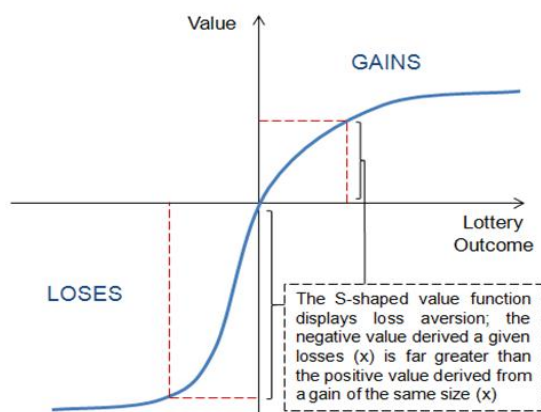 Value
GAINS
Lottery
Outcome
LOSES
The S-shaped value function
displays loss aversion; the
negative value derived a given
losses (x) is far greater than
the positive value derived from
a gain of the same size (x)